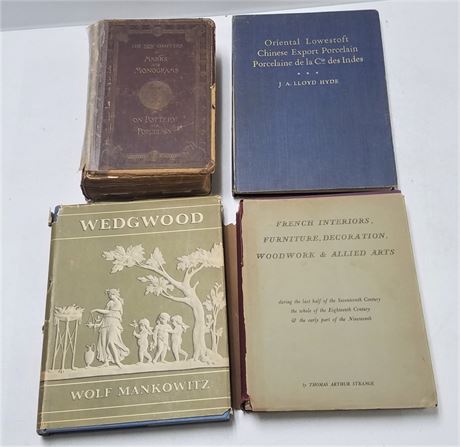 THE NEW CHAFFERS
MARKS
AND
MONOGRAMS
ON POTTERY
AND
PORCELAIN
Oriental Lowestoft
Chinese Export Porcelain
Porcelaine de la Cie des Indes
* * *
J. A. LLOYD HYDE
WEDGWOOD
WOLF MANKOWITZ
FRENCH INTERIORS,
FURNITURE, DECORATION,
WOODWORK & ALLIED ARTS
during the last half of the Seventeenth Century
the whole of the Eighteenth Century
& the early part of the Nineteenth
by THOMAS ARTHUR STRANGE